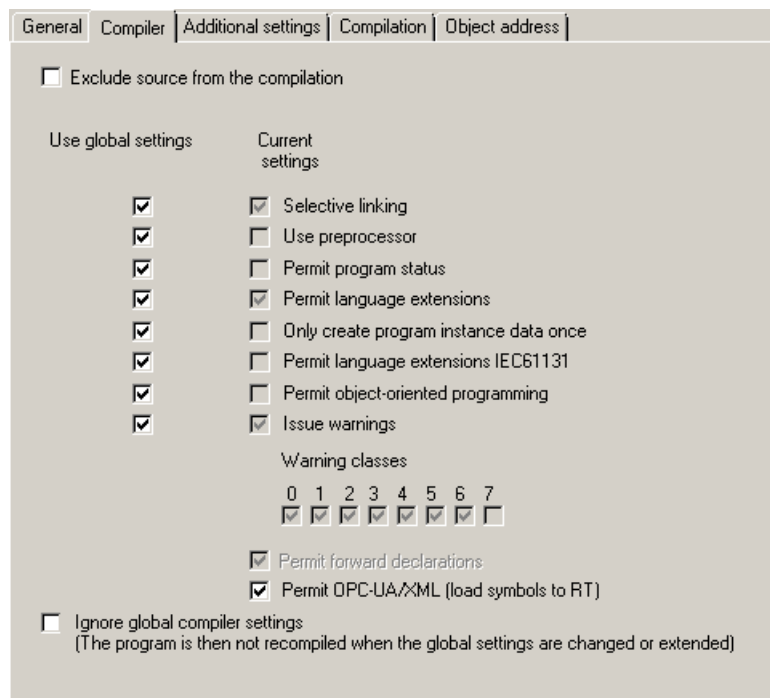 General Compiler Additional settings Compilation Object address
Exclude source from the compilation
Use global settings Current
settings
Selective linking
Use preprocessor
Permit program status
Permit language extensions
Only create program instance data once
Permit language extensions IEC61131
Permit object-oriented programming
Issue warnings
Warning classes
0 1 2 3 4 5 6 7
Permit forward declarations
Permit OPC-UA/XML (load symbols to RT)
Ignore global compiler settings
(The program is then not recompiled when the global settings are changed or extended)